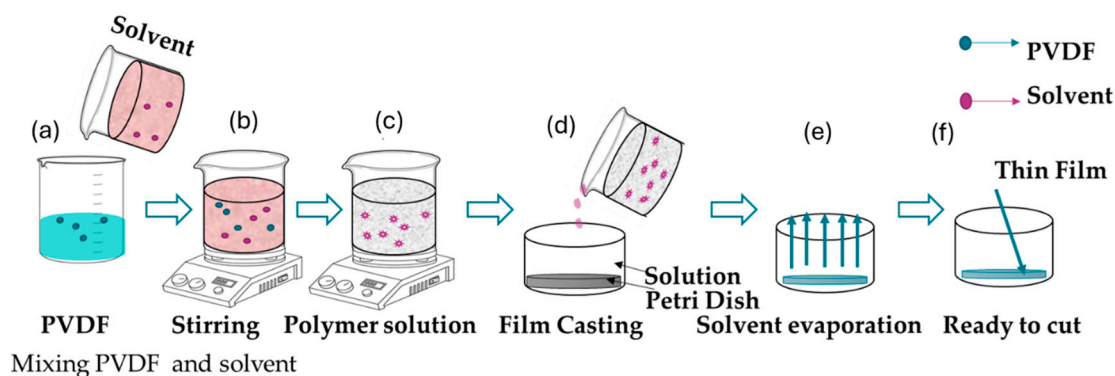 Solvent
PVDF
Solvent
(a)
(b)
(c)
(d)
(e)
(f)
Thin Film
Solution
Petri Dish
PVDF
Stirring
Polymer solution
Film Casting
Solvent evaporation
Ready to cut
Mixing PVDF and solvent